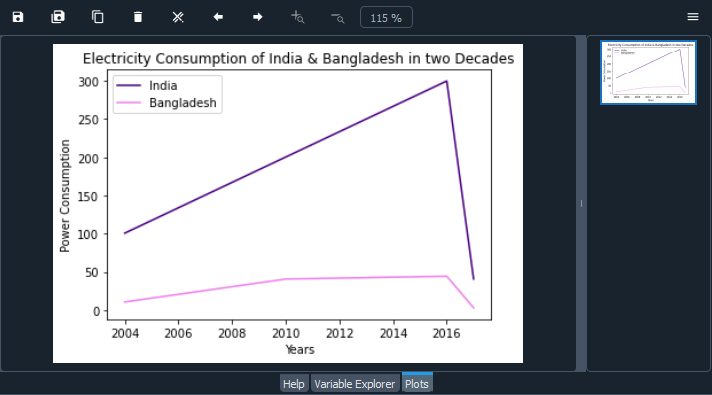 115 %
Electricity Consumption of India & Bangladesh in two Decades
India
Bangladesh
300
250
200
150
100
50
0
Power Consumption
2004 2006 2008 2010 2012 2014 2016
Years
Help Variable Explorer Plots